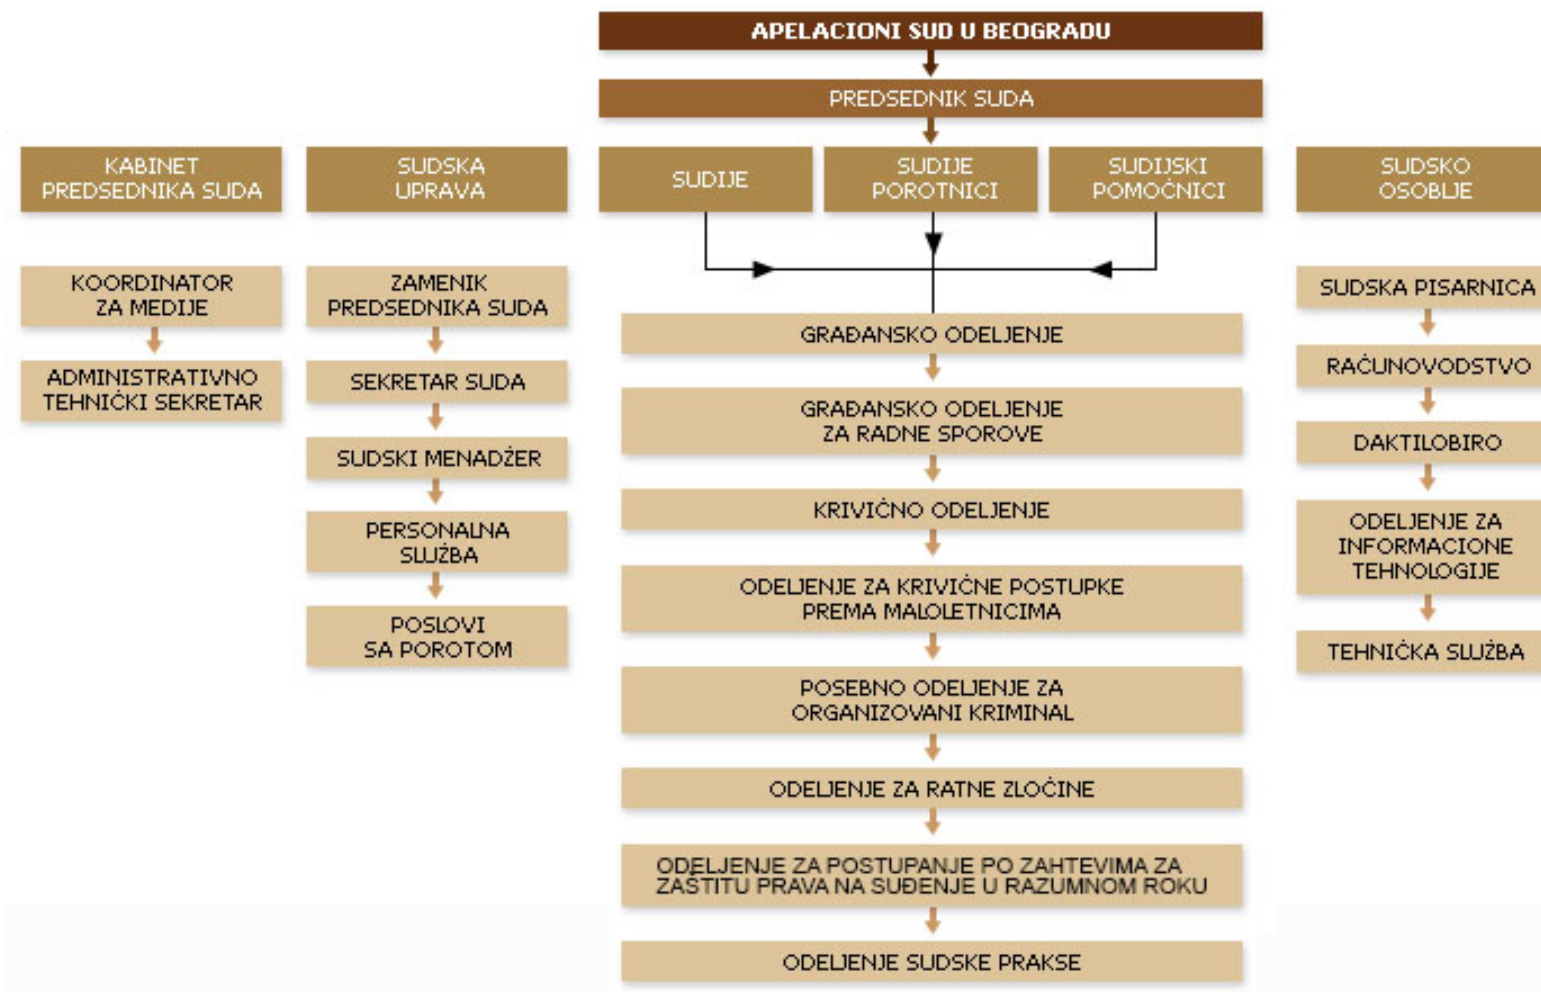 APELACIONI SUD U BEOGRADU
PREDSEDNIK SUDA
KABINET
PREDSEDNIKA SUDA
SUDSKA
UPRAVA
SUDIJE
SUDIJE
POROTNICI
SUDIJSKI
POMOĆNICI
SUDSKO
OSOBLJE
KOORDINATOR
ZA MEDIJE
ADMINISTRATIVNO
TEHNIČKI SEKRETAR
ZAMENIK
PREDSEDNIKA SUDA
SEKRETAR SUDA
SUDSKI MENADŽER
PERSONALNA
SLUŽBA
POSLOVI
SA POROTOM
GRAĐANSKO ODELJENJE
GRAĐANSKO ODELJENJE
ZA RADNE SPOROVE
KRIVIČNO ODELJENJE
ODELJENJE ZA KRIVIČNE POSTUPKE
PREMA MALOLETNICIMA
POSEBNO ODELJENJE ZA
ORGANIZOVANI KRIMINAL
ODELJENJE ZA RATNE ZLOČINE
ODELJENJE ZA POSTUPANJE PO ZAHTEVIMA ZA
ZAŠTITU PRAVA NA SUĐENJE U RAZUMNOM ROKU
ODELJENJE SUDSKE PRAKSE
SUDSKA PISARNICA
RAČUNOVODSTVO
DAKTILOBIRO
ODELJENJE ZA
INFORMACIONE
TEHNOLOGIJE
TEHNIČKA SLUŽBA